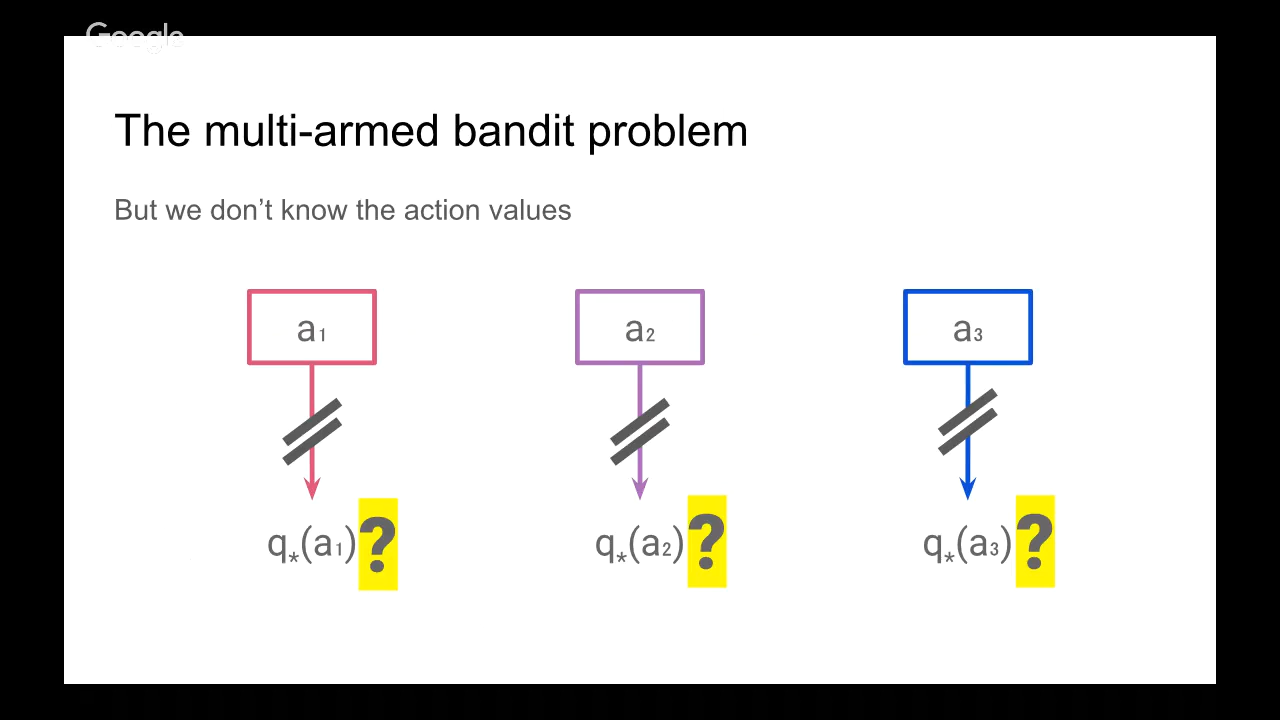 Google
The multi-armed bandit problem
But we don't know the action values
a₁ a₂ a₃
q*(a₁)? q*(a₂)? q*(a₃)?